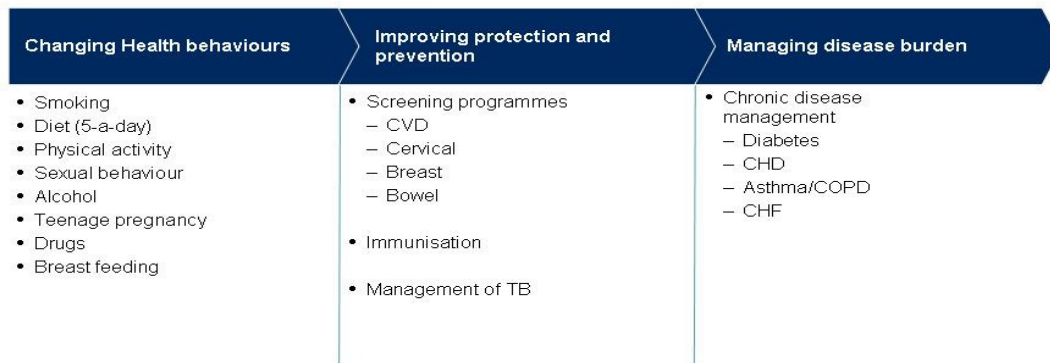 Changing Health behaviours
Improving protection and
prevention
Managing disease burden
• Smoking
• Diet (5-a-day)
• Physical activity
• Sexual behaviour
• Alcohol
• Teenage pregnancy
• Drugs
• Breast feeding
• Screening programmes
– CVD
– Cervical
– Breast
– Bowel
• Immunisation
• Management of TB
• Chronic disease
management
– Diabetes
– CHD
– Asthma/COPD
– CHF